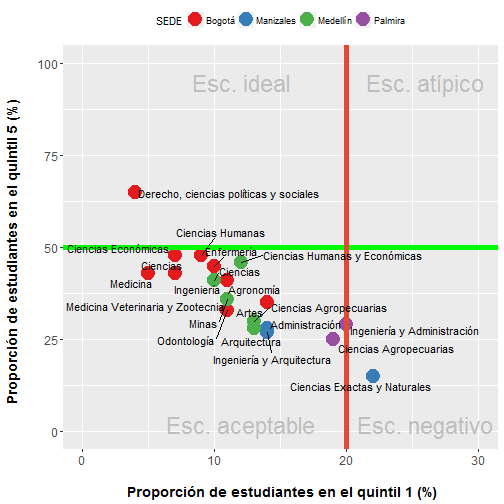 SEDE Bogotá Manizales Medellín Palmira
Proporción de estudiantes en el quintil 5 (%)
100
75
50
25
0
Esc. ideal
Esc. atípico
Derecho, ciencias políticas y sociales
Ciencias Humanas
Ciencias Económicas
Enfermería
Ciencias Humanas y Económicas
Ciencias
Ciencias
Medicina
Ingeniería
Agronomía
Medicina Veterinaria y Zootecnia
Ciencias Agropecuarias
Artes
Minas
Administración
Ingeniería y Administración
Odontología
Arquitectura
Ciencias Agropecuarias
Ingeniería y Arquitectura
Ciencias Exactas y Naturales
Esc. aceptable
Esc. negativo
0
10
20
30
Proporción de estudiantes en el quintil 1 (%)